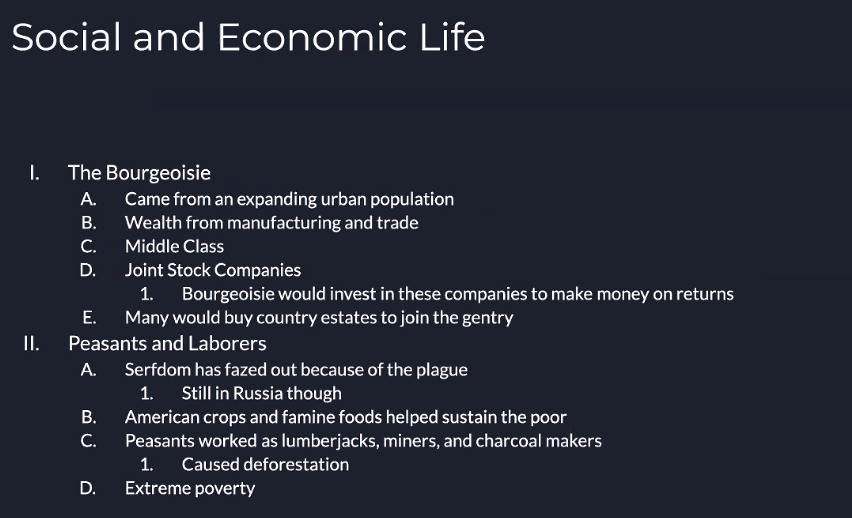 Social and Economic Life
I. The Bourgeoisie
A. Came from an expanding urban population
B. Wealth from manufacturing and trade
C. Middle Class
D. Joint Stock Companies
1. Bourgeoisie would invest in these companies to make money on returns
E. Many would buy country estates to join the gentry
II. Peasants and Laborers
A. Serfdom has fazed out because of the plague
1. Still in Russia though
B. American crops and famine foods helped sustain the poor
C. Peasants worked as lumberjacks, miners, and charcoal makers
1. Caused deforestation
D. Extreme poverty